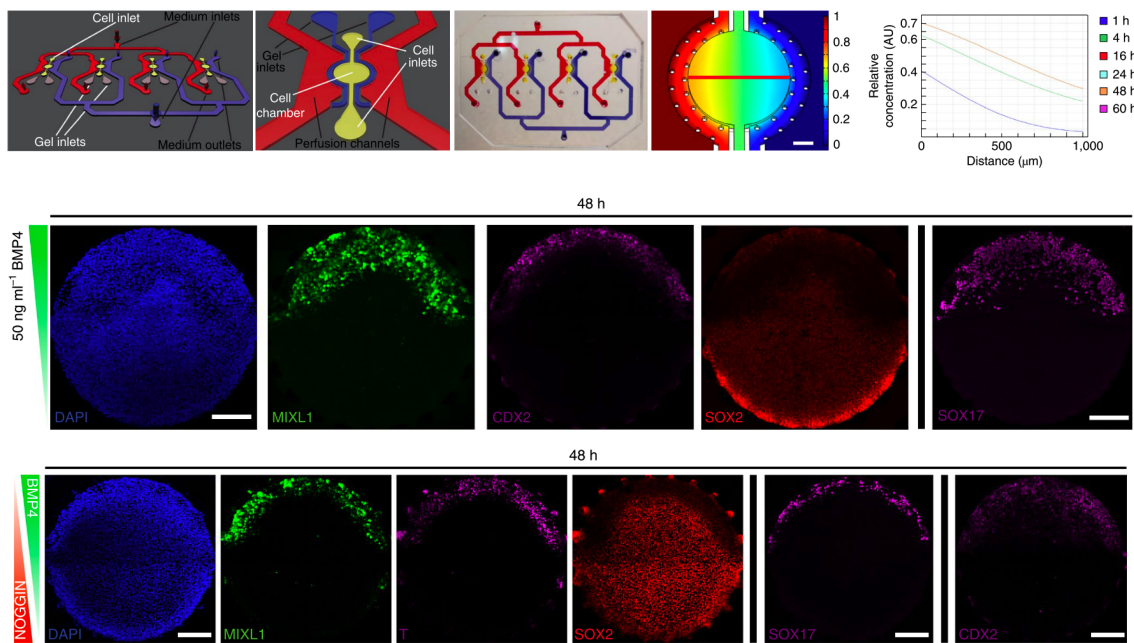 Cell inlet
Medium inlets
Gel inlets
Medium outlets
Gel
inlets
Cell
inlets
Cell
chamber
Perfusion channels
1
0.8
0.6
0.4
0.2
0
Relative
concentration (AU)
0.7
0.4
0.2
0
500
1,000
Distance (μm)
1 h
4 h
16 h
24 h
48 h
60 h
48 h
50 ng ml⁻¹ BMP4
DAPI
MIXL1
CDX2
SOX2
SOX17
48 h
BMP4
NOGGIN
DAPI
MIXL1
T
SOX2
SOX17
CDX2